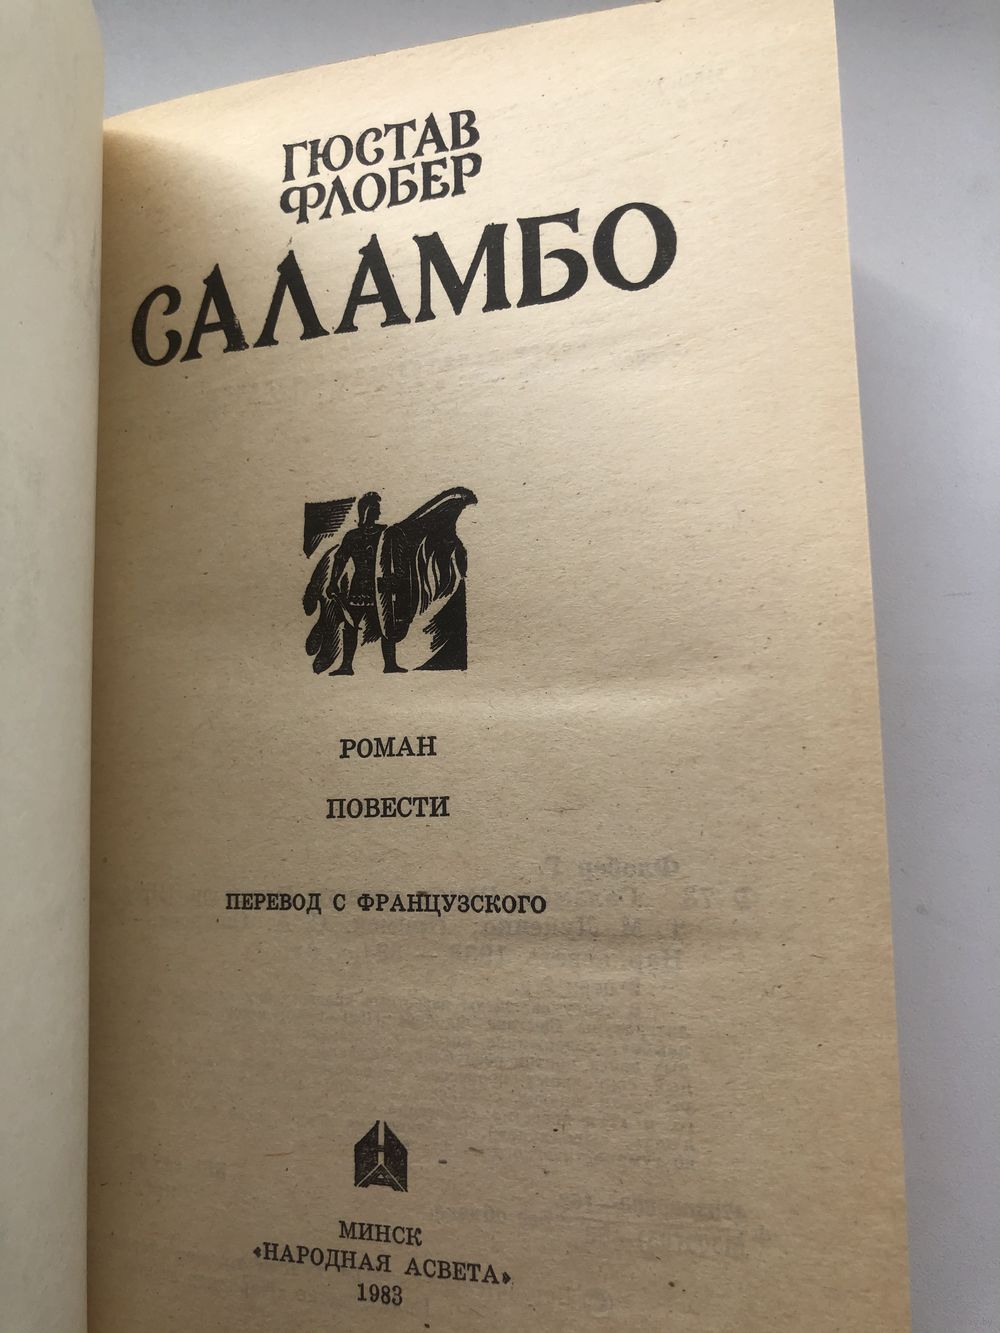 ГЮСТАВ
ФЛОБЕР
САЛАМБО
РОМАН
ПОВЕСТИ
ПЕРЕВОД С ФРАНЦУЗСКОГО
МИНСК
«НАРОДНАЯ АСВЕТА»
1983